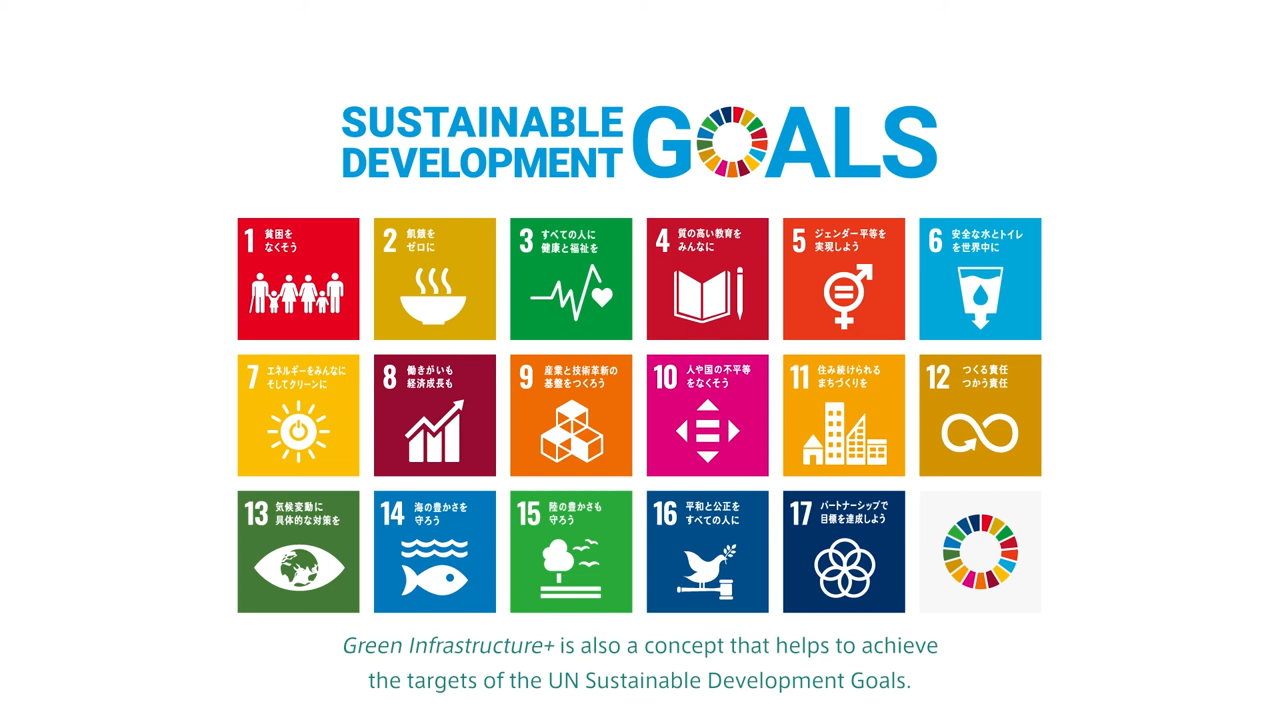 SUSTAINABLE
DEVELOPMENT
GOALS
1 貧困を
なくそう
2 飢餓を
ゼロに
3 すべての人に
健康と福祉を
4 質の高い教育を
みんなに
5 ジェンダー平等を
実現しよう
6 安全な水とトイレ
を世界中に
7 エネルギーをみんなに
そしてクリーンに
8 働きがいも
経済成長も
9 産業と技術革新の
基盤をつくろう
10 人や国の不平等
をなくそう
11 住み続けられる
まちづくりを
12 つくる責任
つかう責任
13 気候変動に
具体的な対策を
14 海の豊かさを
守ろう
15 陸の豊かさも
守ろう
16 平和と公正を
すべての人に
17 パートナーシップで
目標を達成しよう
Green Infrastructure+ is also a concept that helps to achieve
the targets of the UN Sustainable Development Goals.